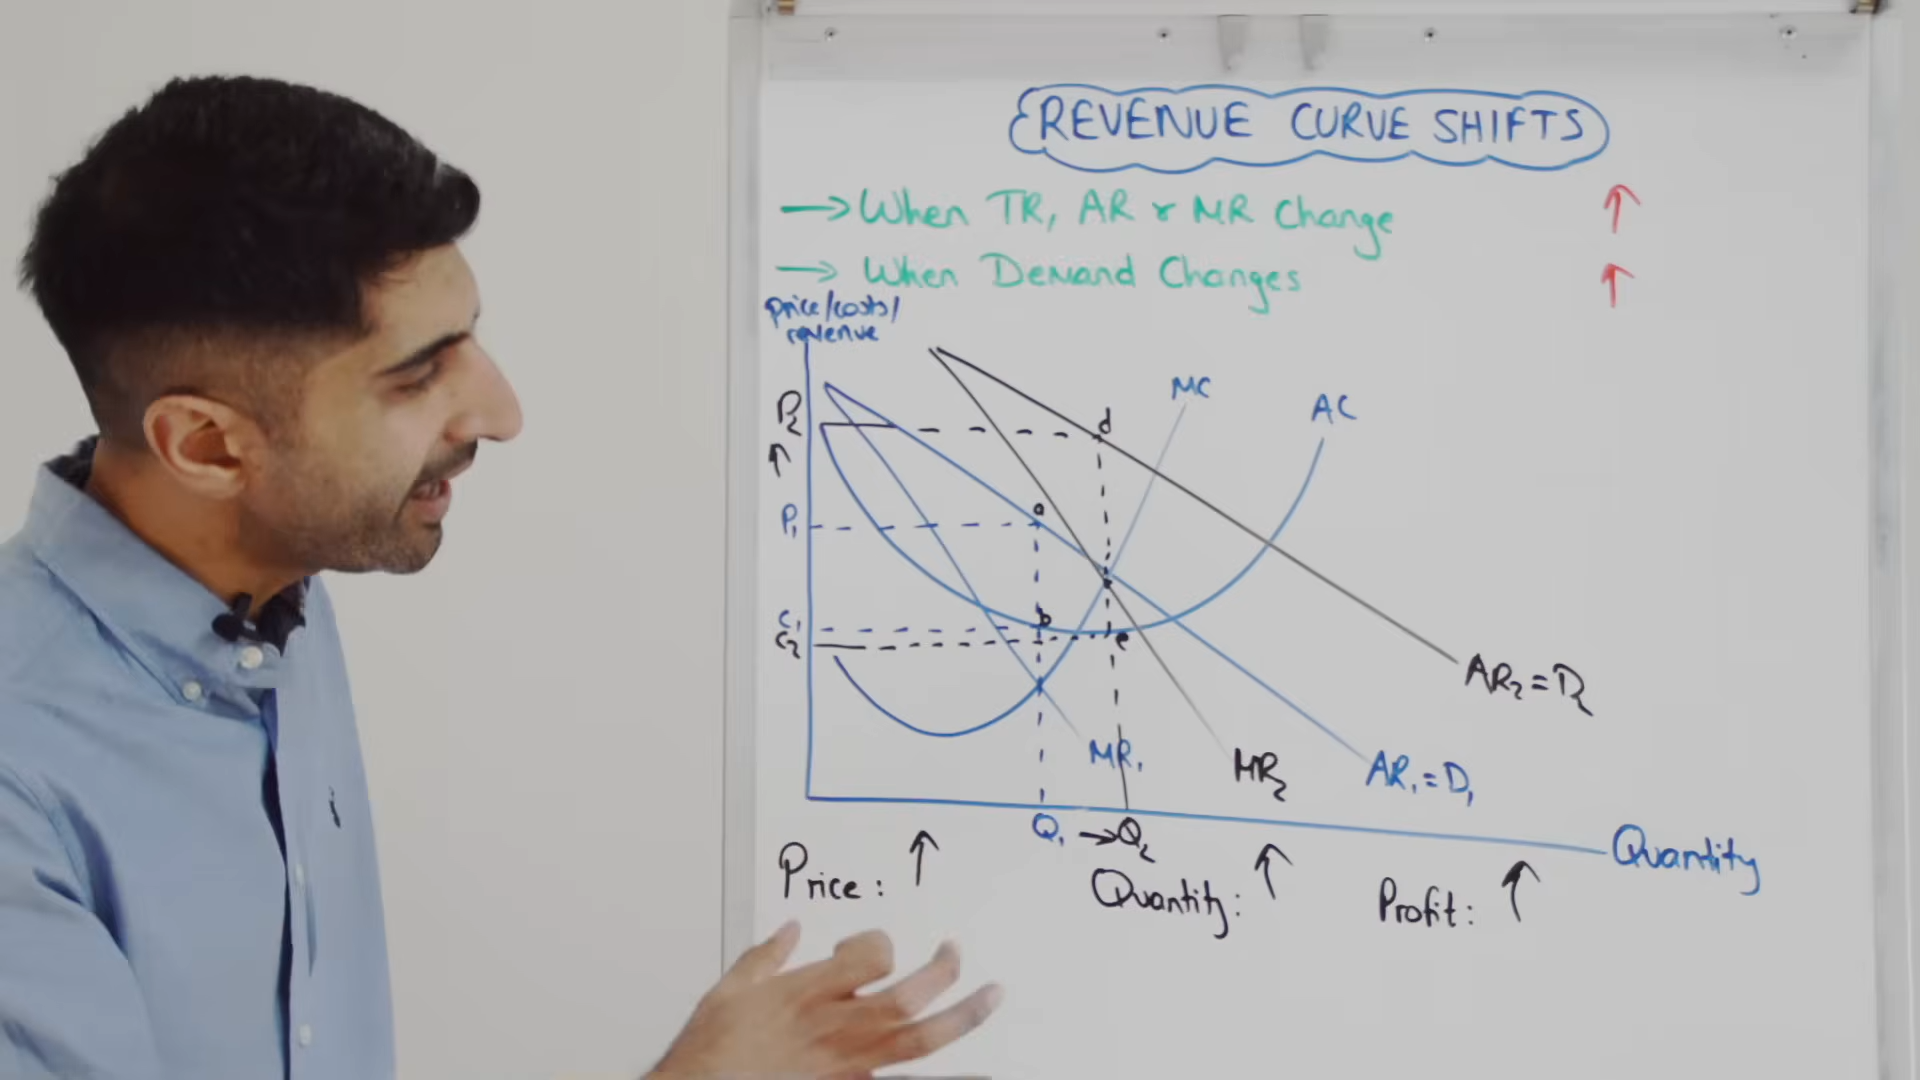 REVENUE CURVE SHIFTS
→ When TR, AR & MR Change ↑
→ When Demand Changes ↑
price/costs/
revenue
MC
AC
P₂
↑
d
P₁
a
C₁
b
C₂
e
AR₂ = D₂
MR₁
MR₂
AR₁ = D₁
Q₁ → Q₂
Quantity
Price: ↑
Quantity: ↑
Profit: ↑